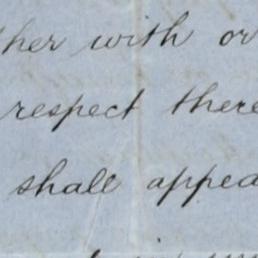 ther with or
respect there
shall appea